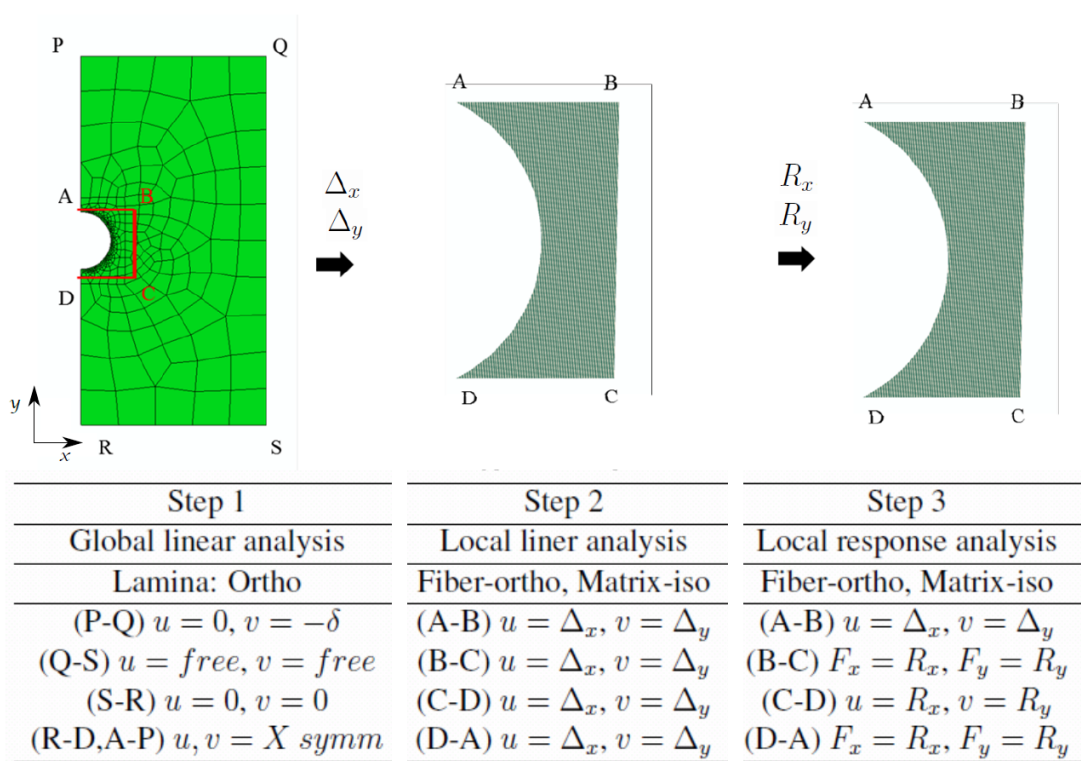 P Q
A B
D C
R S
y
x
Δx
Δy
A B
D C
Rx
Ry
A B
D C
Step 1
Global linear analysis
Lamina: Ortho
(P-Q) u = 0, v = −δ
(Q-S) u = free, v = free
(S-R) u = 0, v = 0
(R-D,A-P) u, v = X symm
Step 2
Local liner analysis
Fiber-ortho, Matrix-iso
(A-B) u = Δx, v = Δy
(B-C) u = Δx, v = Δy
(C-D) u = Δx, v = Δy
(D-A) u = Δx, v = Δy
Step 3
Local response analysis
Fiber-ortho, Matrix-iso
(A-B) u = Δx, v = Δy
(B-C) Fx = Rx, Fy = Ry
(C-D) u = Rx, v = Ry
(D-A) Fx = Rx, Fy = Ry